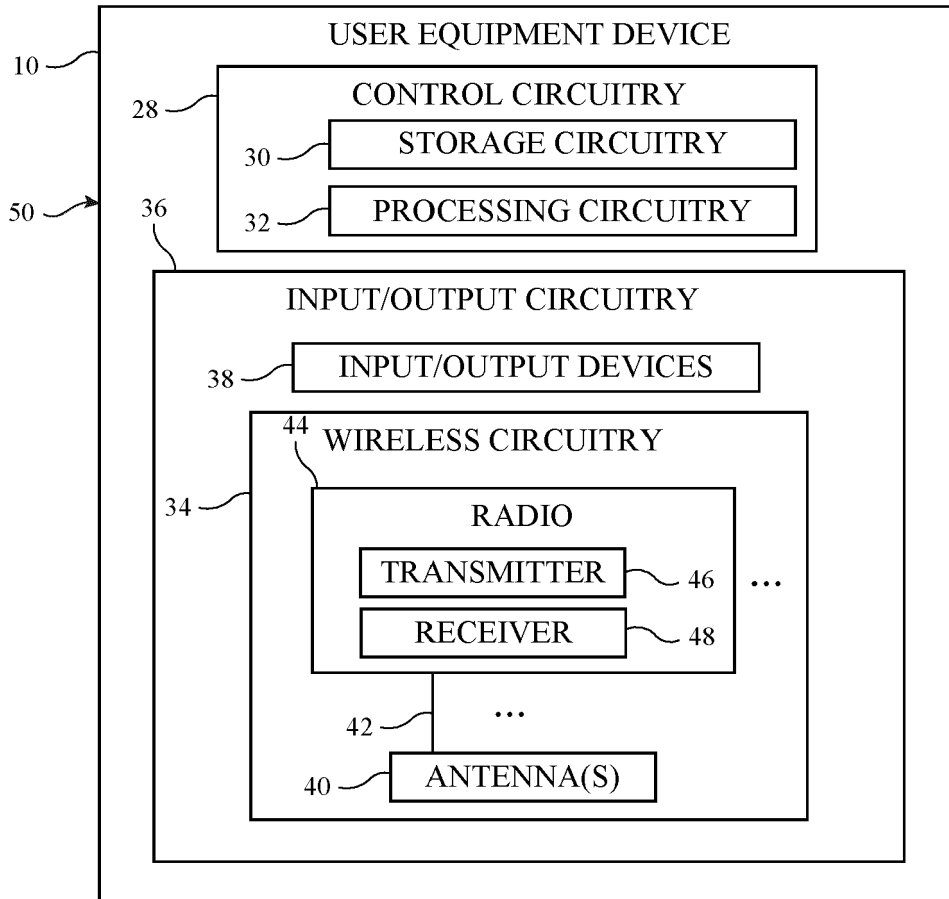 USER EQUIPMENT DEVICE
10
CONTROL CIRCUITRY
28
STORAGE CIRCUITRY
30
PROCESSING CIRCUITRY
32
50
36
INPUT/OUTPUT CIRCUITRY
INPUT/OUTPUT DEVICES
38
44
WIRELESS CIRCUITRY
34
RADIO
TRANSMITTER
46
...
RECEIVER
48
42
...
ANTENNA(S)
40